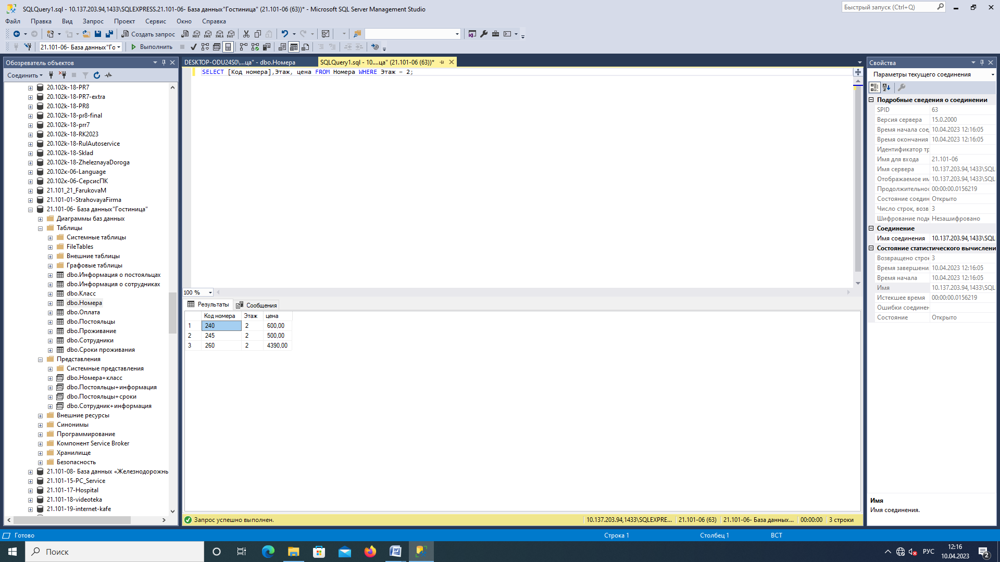 SQLQuery1.sql - 10.137.203.94,1433\SQLEXPRESS.21.101-06- База данных"Гостиница" (21.101-06 (63))* - Microsoft SQL Server Management Studio
Быстрый запуск (Ctrl+Q)
Файл Правка Вид Запрос Проект Сервис Окно Справка
Создать запрос
MDX DMX XMLA DAX
21.101-06- База данных"Го
Выполнить
Обозреватель объектов
Соединить
20.102k-18-PR7
20.102k-18-PR7-extra
20.102k-18-PR8
20.102k-18-pr8-final
20.102k-18-prr7
20.102k-18-RK2023
20.102k-18-RulAutoservice
20.102k-18-Sklad
20.102k-18-ZheleznayaDoroga
20.102к-06-Language
20.102к-06-СерсисПК
21.101_21_FarukovaM
21.101-01-StrahovayaFirma
21.101-06- База данных"Гостиница"
Диаграммы баз данных
Таблицы
Системные таблицы
FileTables
Внешние таблицы
Графовые таблицы
dbo.Информация о постояльцах
dbo.Информация о сотрудниках
dbo.Класс
dbo.Номера
dbo.Оплата
dbo.Постояльцы
dbo.Проживание
dbo.Сотрудники
dbo.Сроки проживания
Представления
Системные представления
dbo.Номера+класс
dbo.Постояльцы+информация
dbo.Постояльцы+сроки
dbo.Сотрудник+информация
Внешние ресурсы
Синонимы
Программирование
Компонент Service Broker
Хранилище
Безопасность
21.101-08- База данных «Железнодорожнь
21.101-15-PC_Service
21.101-17-Hospital
21.101-18-videoteka
21.101-19-internet-kafe
DESKTOP-ODU24S0\...ца" - dbo.Номера
SQLQuery1.sql - 10....ца" (21.101-06 (63))*
SELECT [Код номера],Этаж, цена FROM Номера WHERE Этаж = 2;
100 %
Результаты Сообщения
Код номера Этаж цена
1 240 2 600,00
2 245 2 500,00
3 260 2 4390,00
Запрос успешно выполнен.
10.137.203.94,1433\SQLEXPRE... 21.101-06 (63) 21.101-06- База данных... 00:00:00 3 строки
Свойства
Параметры текущего соединения
Подробные сведения о соединении
SPID 63
Версия сервера 15.0.2000
Время начала сое, 10.04.2023 12:16:05
Время окончания 10.04.2023 12:16:05
Идентификатор тр
Имя для входа 21.101-06
Имя сервера 10.137.203.94,1433\SQL
Отображаемое им 10.137.203.94,1433\SQL
Продолжительнос 00:00:00.0156219
Состояние соедин Открыто
Число строк, возв 3
Шифрование подк Незашифровано
Соединение
Имя соединения 10.137.203.94,1433\SQL
Состояние статистического вычислени
Возвращено строк 3
Время завершени 10.04.2023 12:16:05
Время начала 10.04.2023 12:16:05
Имя 10.137.203.94,1433\SQL
Истекшее время 00:00:00.0156219
Ошибки соединен
Состояние Открыто
Имя
Имя соединения.
Готово
Строка 1 Столбец 1 ВСТ
Поиск
РУС
12:16
10.04.2023
2